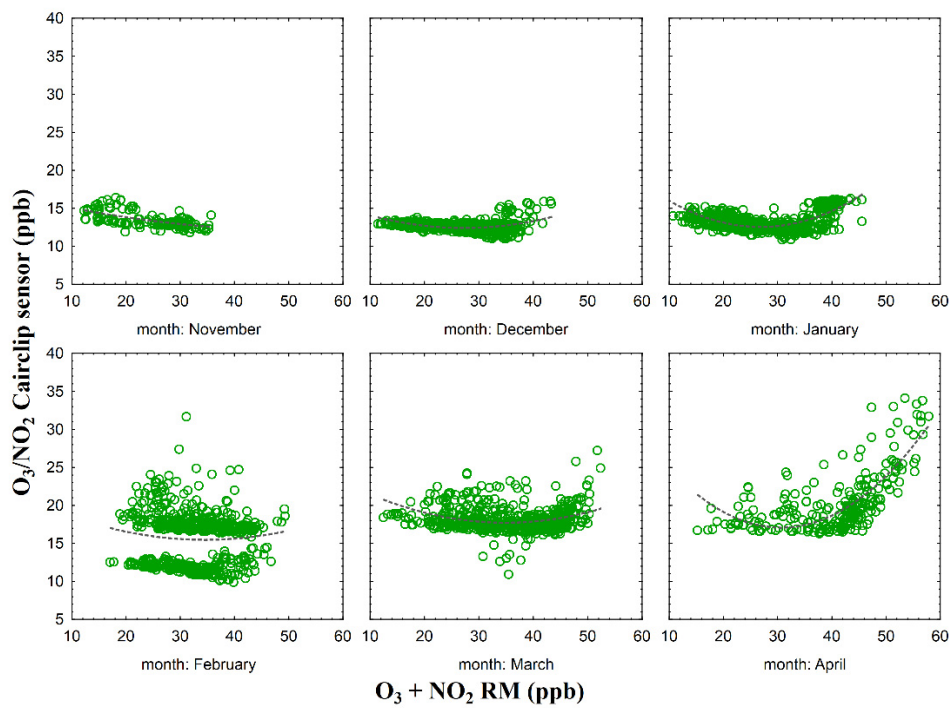 O₃/NO₂ Cairclip sensor (ppb)
40
35
30
25
20
15
10
5
10 20 30 40 50 60
month: November
10 20 30 40 50 60
month: December
10 20 30 40 50 60
month: January
40
35
30
25
20
15
10
5
10 20 30 40 50 60
month: February
10 20 30 40 50 60
month: March
10 20 30 40 50 60
month: April
O₃ + NO₂ RM (ppb)